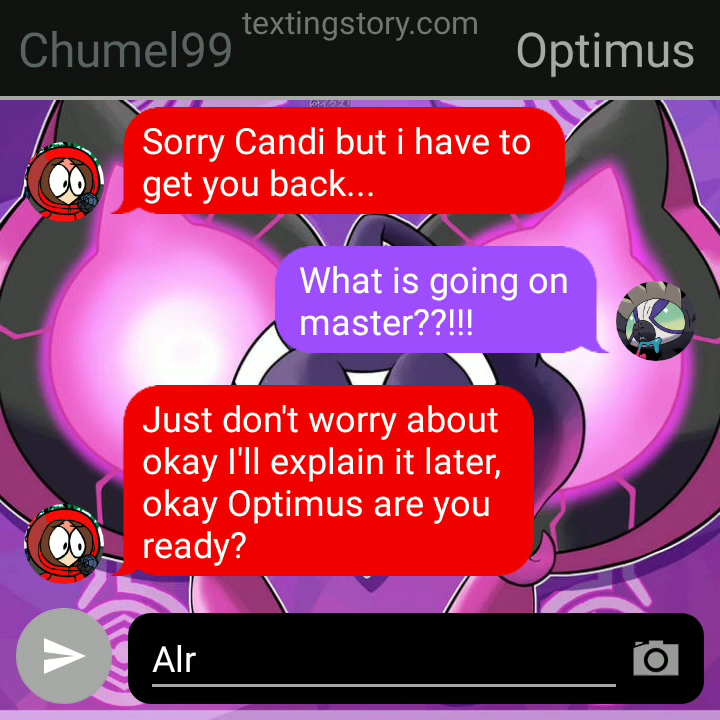 textingstory.com
Chumel99
Optimus
Sorry Candi but i have to
get you back...
What is going on
master??!!!
Just don't worry about
okay I'll explain it later,
okay Optimus are you
ready?
Alr